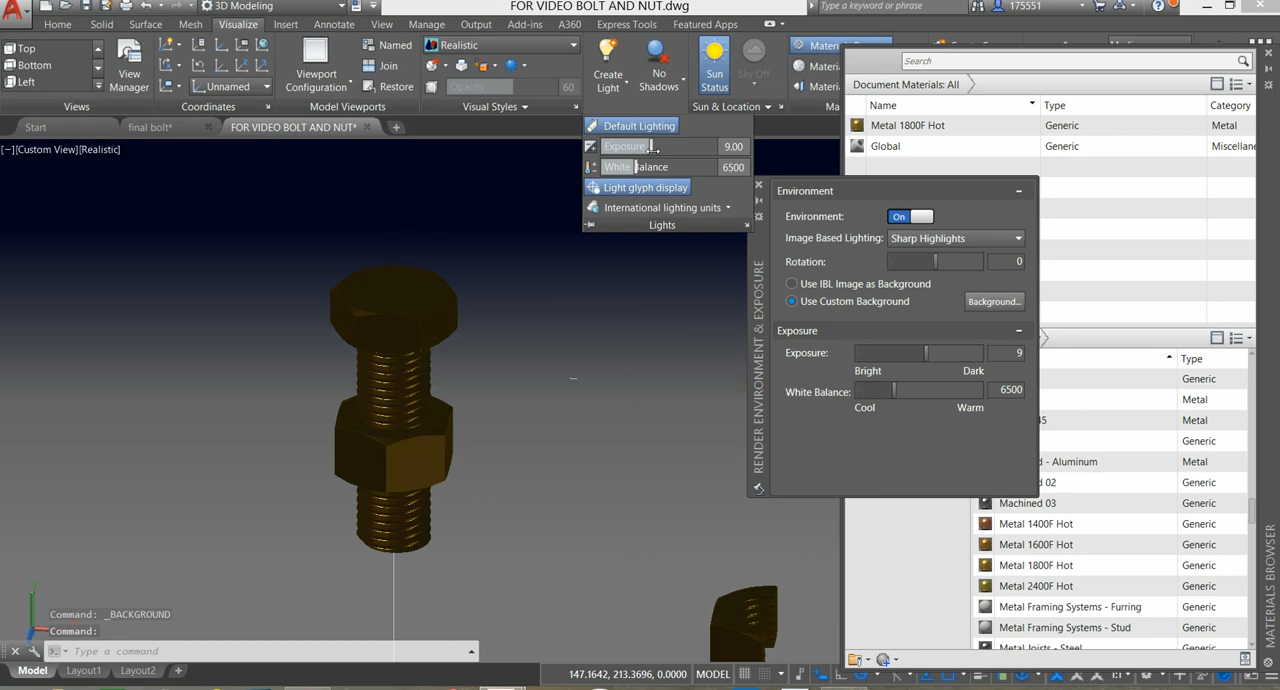 3D Modeling
FOR VIDEO BOLT AND NUT.dwg
Type a keyword or phrase
175551
Home Solid Surface Mesh Visualize Insert Annotate Parametric View Manage Output Add-ins A360 Express Tools Featured Apps
Top
Bottom
Left
View
Manager
Views
Unnamed
Coordinates
Viewport
Configuration
Named
Join
Restore
Model Viewports
Realistic
Opacity 60
Visual Styles
Create
Light
No
Shadows
Sun
Status
Sky Off
Sun & Location
Start
final bolt*
FOR VIDEO BOLT AND NUT*
[−][Custom View][Realistic]
Default Lighting
Exposure 9.00
White Balance 6500
Light glyph display
International lighting units
Lights
RENDER ENVIRONMENT & EXPOSURE
Environment
Environment: On
Image Based Lighting: Sharp Highlights
Rotation: 0
Use IBL Image as Background
Use Custom Background
Background...
Exposure
Exposure: 9
Bright Dark
White Balance: 6500
Cool Warm
Search
Document Materials: All
Name Type Category
Metal 1800F Hot Generic Metal
Global Generic Miscellane
Type
Generic
Metal
45 Metal
Generic
d - Aluminum Metal
Machined 02 Generic
Machined 03 Generic
Metal 1400F Hot Generic
Metal 1600F Hot Generic
Metal 1800F Hot Generic
Metal 2400F Hot Generic
Metal Framing Systems - Furring Generic
Metal Framing Systems - Stud Generic
Metal Joists - Steel
MATERIALS BROWSER
Command: _BACKGROUND
Command:
Type a command
Model Layout1 Layout2
147.1642, 213.3696, 0.0000 MODEL